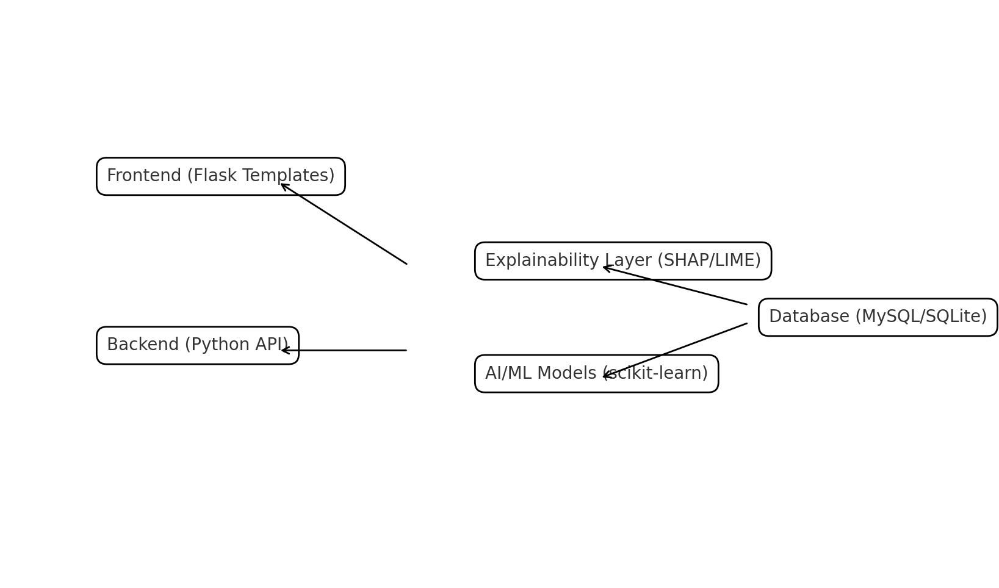 Frontend (Flask Templates)
Explainability Layer (SHAP/LIME)
Database (MySQL/SQLite)
Backend (Python API)
AI/ML Models (scikit-learn)